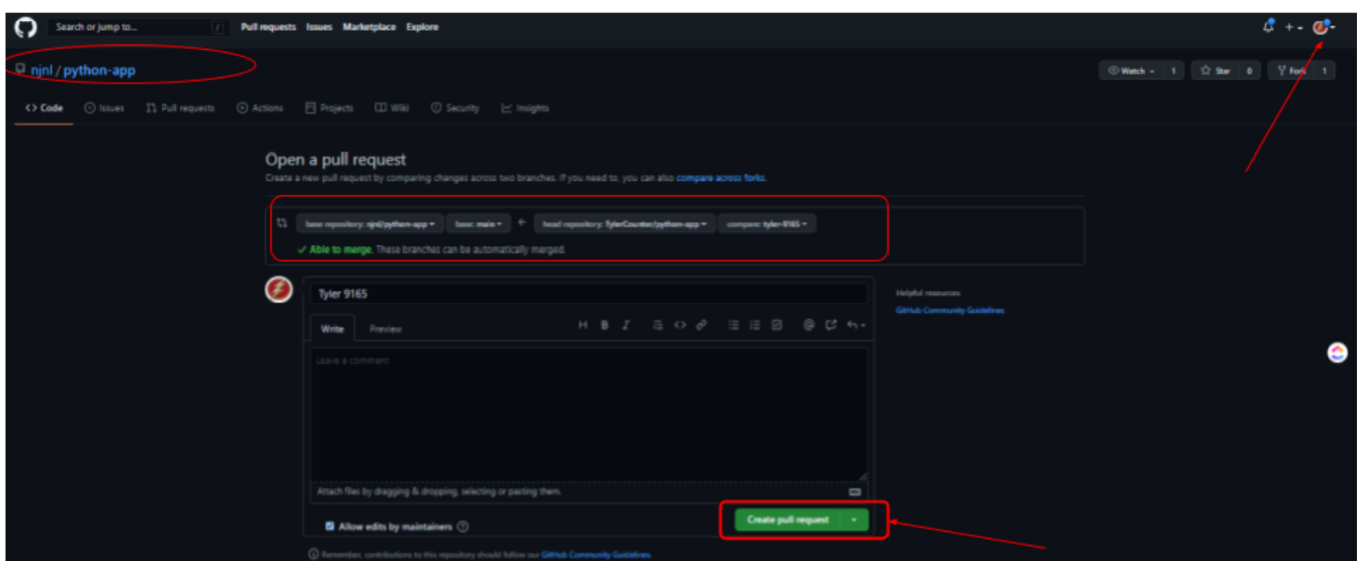 Search or jump to... / Pull requests Issues Marketplace Explore
njnl / python-app
Watch 1 Star 0 Fork 1
Code Issues Pull requests Actions Projects Wiki Security Insights
Open a pull request
Create a new pull request by comparing changes across two branches. If you need to, you can also compare across forks.
base repository: njnl/python-app base: main head repository: TylerCounter/python-app compare: tyler-9165
Able to merge. These branches can be automatically merged.
Tyler 9165
Helpful resources
GitHub Community Guidelines
Write Preview H B I
Leave a comment
Attach files by dragging & dropping, selecting or pasting them.
Create pull request
Allow edits by maintainers
Remember, contributions to this repository should follow our GitHub Community Guidelines.